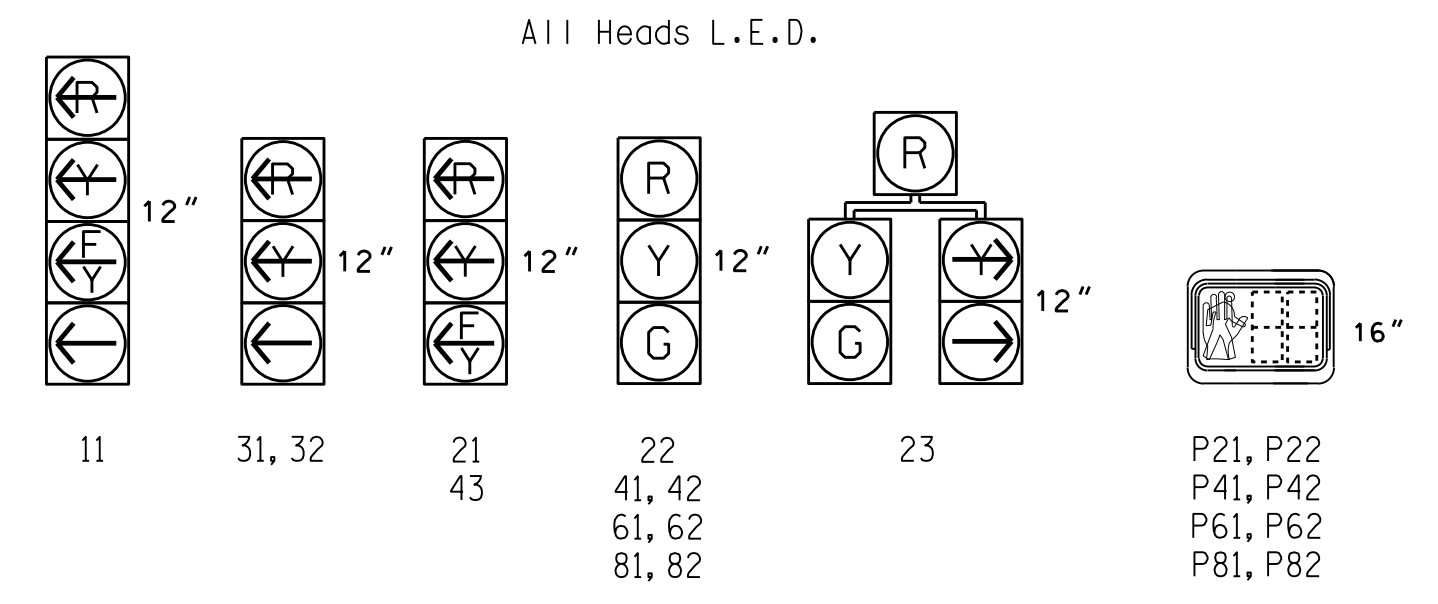 All Heads L.E.D.
R
Y
F
Y
12"
R
Y
12"
R
Y
F
Y
12"
R
Y
G
12"
R
Y
G
Y
12"
16"
11
31, 32
21
43
22
41, 42
61, 62
81, 82
23
P21, P22
P41, P42
P61, P62
P81, P82